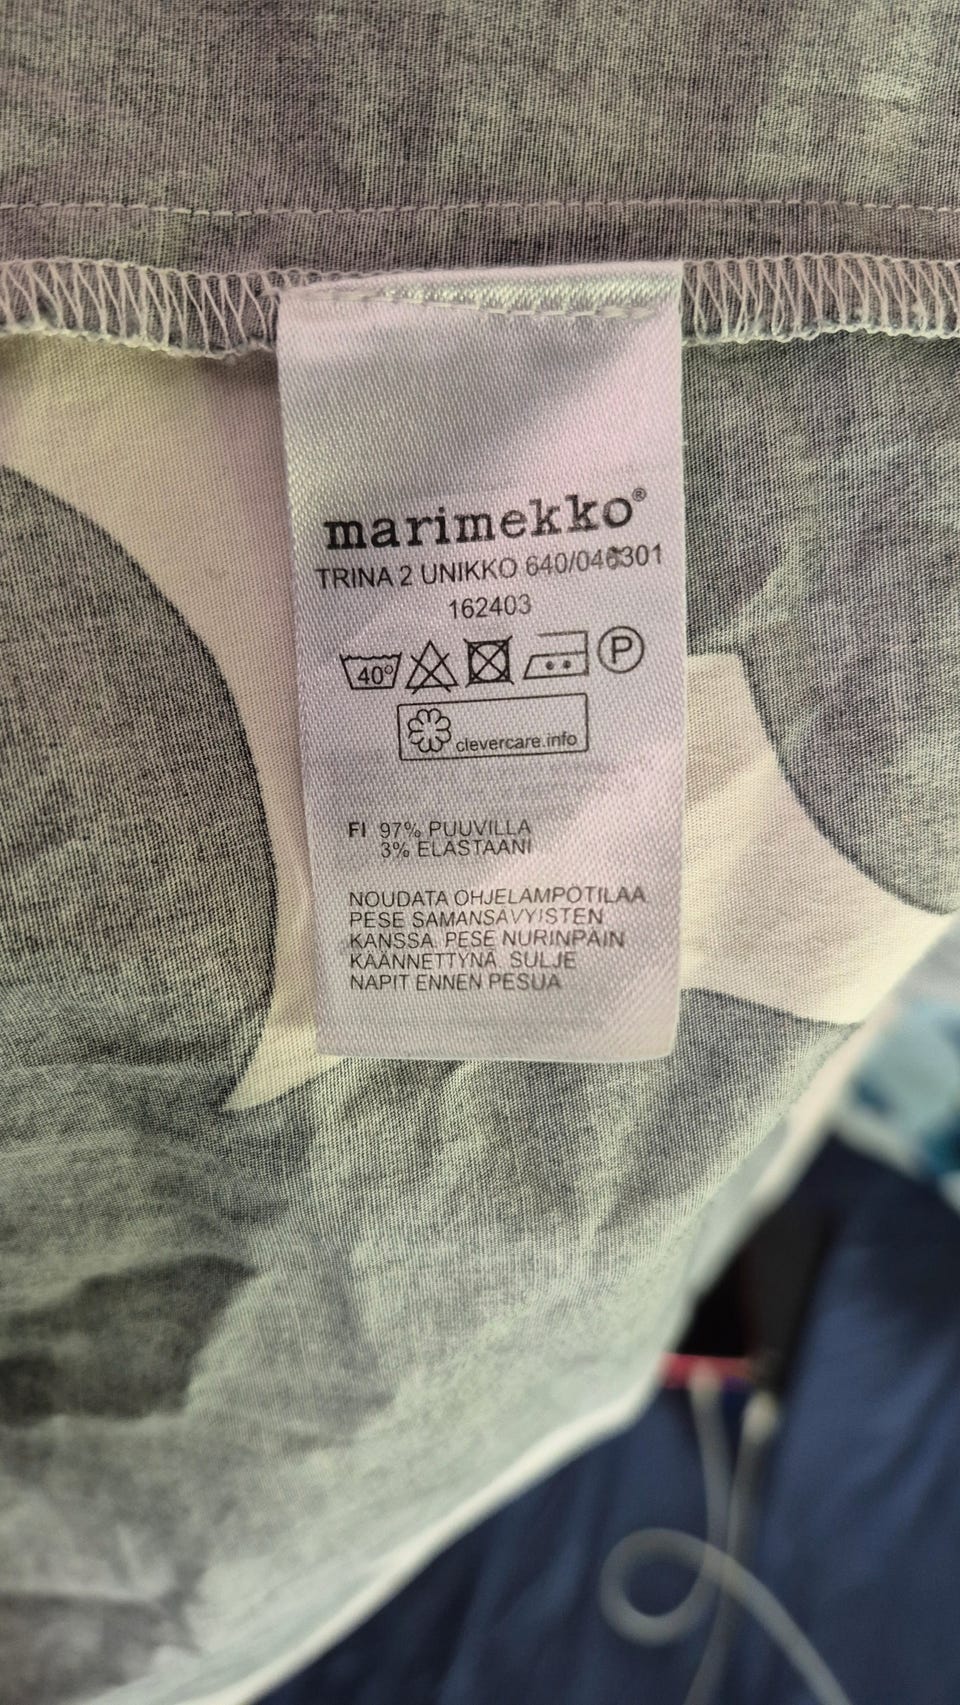 marimekko®
TRINA 2 UNIKKO 640/046301
162403
40° P
clevercare.info
FI 97% PUUVILLA
3% ELASTAANI
NOUDATA OHJELÄMPÖTILAA
PESE SAMANSÄVYISTEN
KANSSA. PESE NURINPÄIN
KÄÄNNETTYNÄ. SULJE
NAPIT ENNEN PESUA